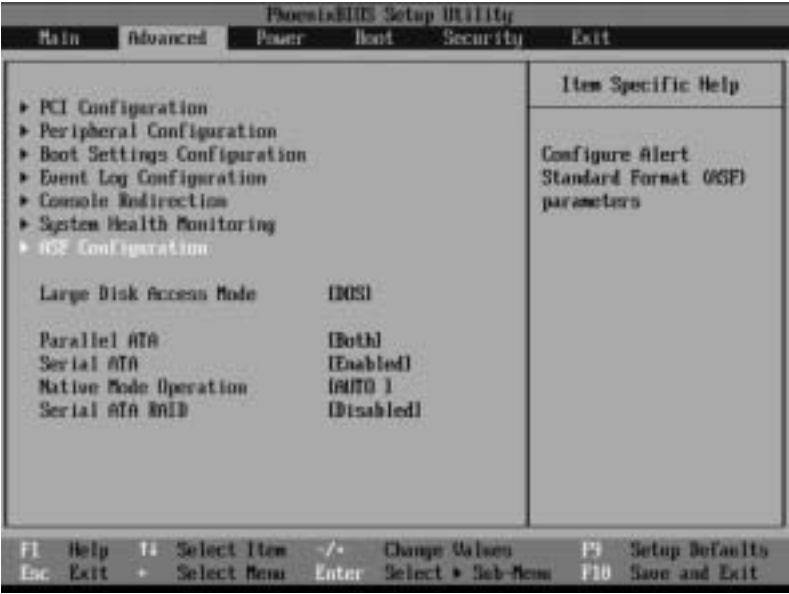 PhoenixBIOS Setup Utility
Main Advanced Power Boot Security Exit
Item Specific Help
▶ PCI Configuration
▶ Peripheral Configuration
▶ Boot Settings Configuration
▶ Event Log Configuration
▶ Console Redirection
▶ System Health Monitoring
▶ ASF Configuration
Configure Alert
Standard Format (ASF)
parameters
Large Disk Access Mode [DOS]
Parallel ATA [Both]
Serial ATA [Enabled]
Native Mode Operation [AUTO ]
Serial ATA RAID [Disabled]
F1 Help ↑↓ Select Item -/+ Change Values F9 Setup Defaults
Esc Exit Select Menu Enter Select ▶ Sub-Menu F10 Save and Exit